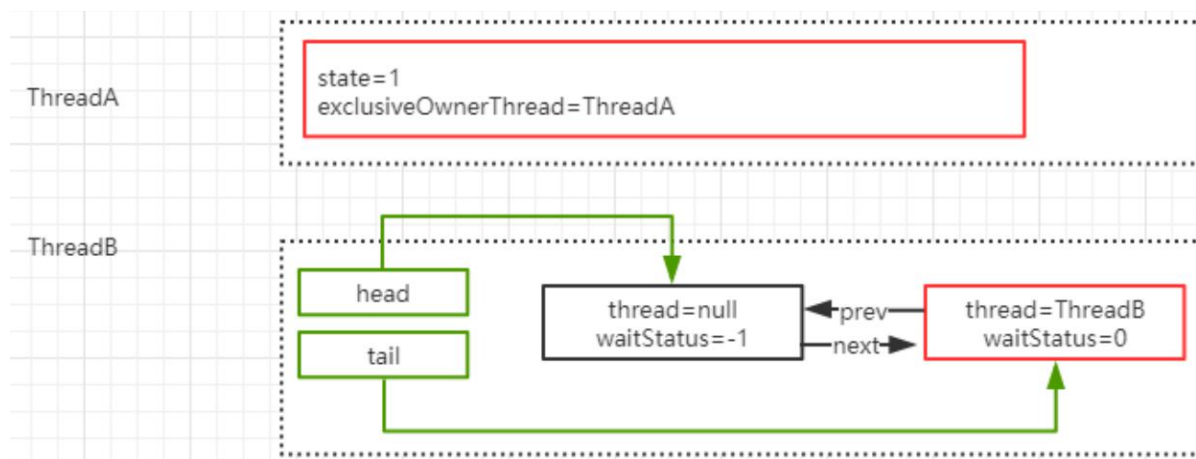 ThreadA
state=1
exclusiveOwnerThread=ThreadA
ThreadB
head
tail
thread=null
waitStatus=-1
prev
next
thread=ThreadB
waitStatus=0